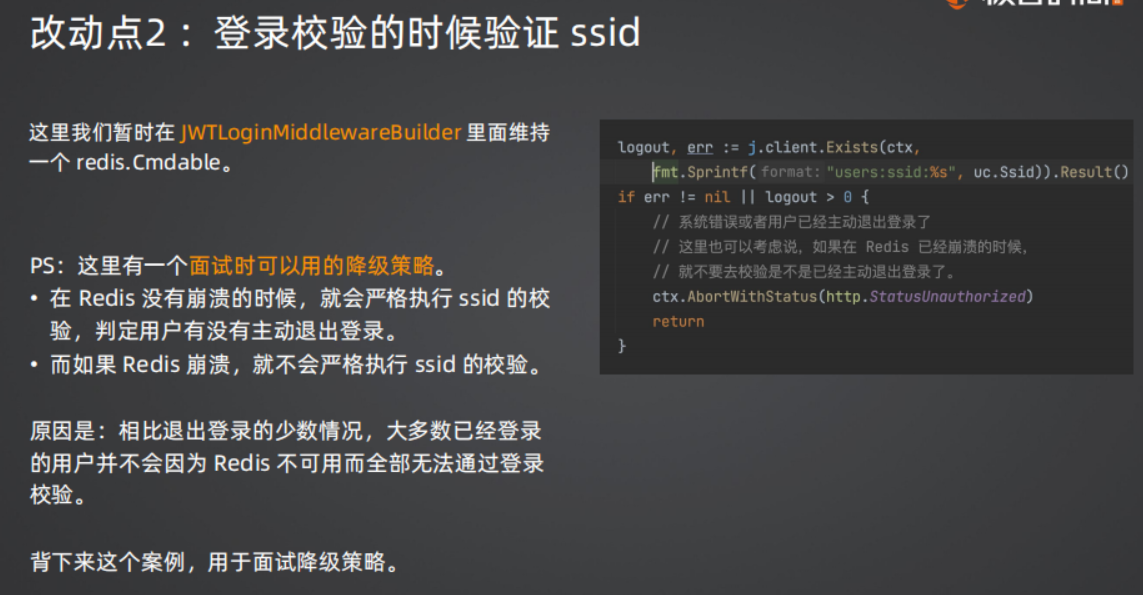 改动点2：登录校验的时候验证 ssid
这里我们暂时在 JWTLoginMiddlewareBuilder 里面维持
一个 redis.Cmdable。
PS：这里有一个面试时可以用的降级策略。
• 在 Redis 没有崩溃的时候，就会严格执行 ssid 的校
验，判定用户有没有主动退出登录。
• 而如果 Redis 崩溃，就不会严格执行 ssid 的校验。
原因是：相比退出登录的少数情况，大多数已经登录
的用户并不会因为 Redis 不可用而全部无法通过登录
校验。
背下来这个案例，用于面试降级策略。
logout, err := j.client.Exists(ctx,
fmt.Sprintf( format: "users:ssid:%s", uc.Ssid)).Result()
if err != nil || logout > 0 {
// 系统错误或者用户已经主动退出登录了
// 这里也可以考虑说，如果在 Redis 已经崩溃的时候，
// 就不要去校验是不是已经主动退出登录了。
ctx.AbortWithStatus(http.StatusUnauthorized)
return
}